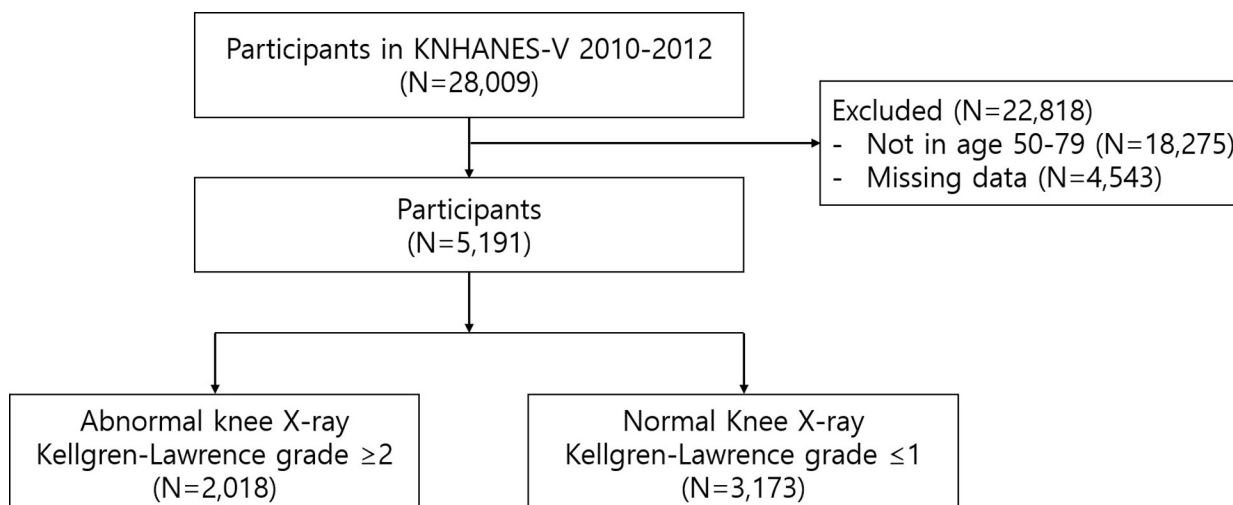 Participants in KNHANES-V 2010-2012
(N=28,009)
Excluded (N=22,818)
- Not in age 50-79 (N=18,275)
- Missing data (N=4,543)
Participants
(N=5,191)
Abnormal knee X-ray
Kellgren-Lawrence grade ≥2
(N=2,018)
Normal Knee X-ray
Kellgren-Lawrence grade ≤1
(N=3,173)